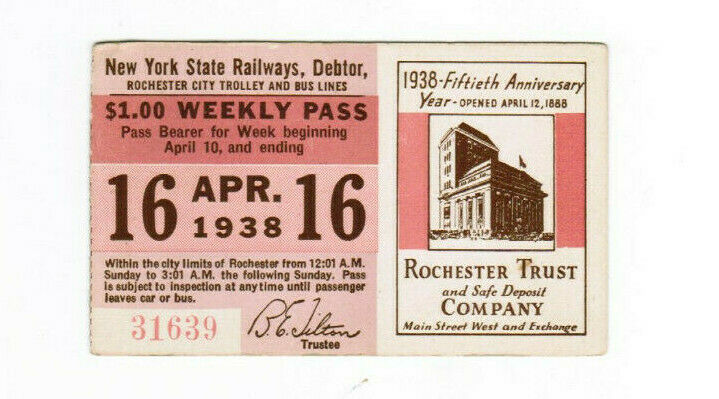 New York State Railways, Debtor,
ROCHESTER CITY TROLLEY AND BUS LINES
$1.00 WEEKLY PASS
Pass Bearer for Week beginning
April 10, and ending
16 APR. 1938 16
Within the city limits of Rochester from 12:01 A.M.
Sunday to 3:01 A.M. the following Sunday. Pass
is subject to inspection at any time until passenger
leaves car or bus.
31639
B.E. Tilton
Trustee
1938-Fiftieth Anniversary
Year-OPENED APRIL 12, 1888
ROCHESTER TRUST
and Safe Deposit
COMPANY
Main Street West and Exchange